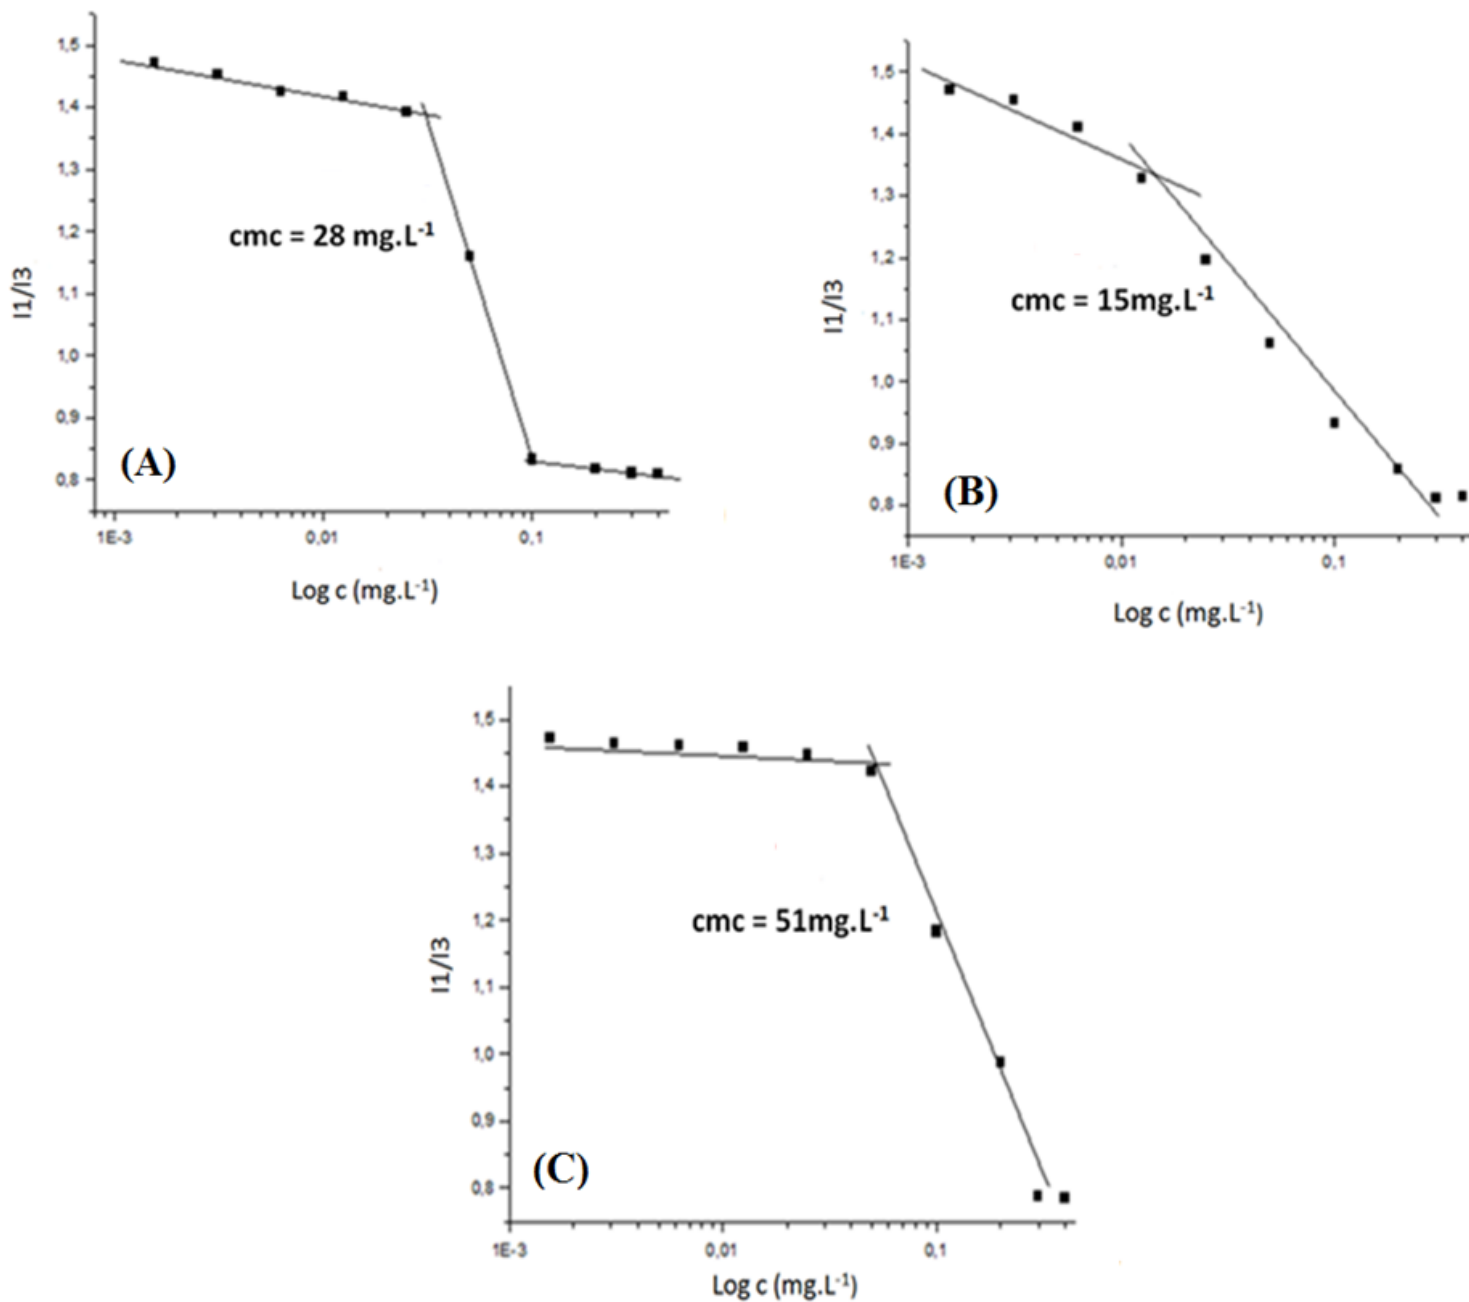 1,5
1,4
1,3
1,2
1,1
1,0
0,9
0,8
I1/I3
cmc = 28 mg.L-1
(A)
1E-3 0,01 0,1
Log c (mg.L-1)
1,5
1,4
1,3
1,2
1,1
1,0
0,9
0,8
I1/I3
cmc = 15mg.L-1
(B)
1E-3 0,01 0,1
Log c (mg.L-1)
1,5
1,4
1,3
1,2
1,1
1,0
0,9
0,8
I1/I3
cmc = 51mg.L-1
(C)
1E-3 0,01 0,1
Log c (mg.L-1)